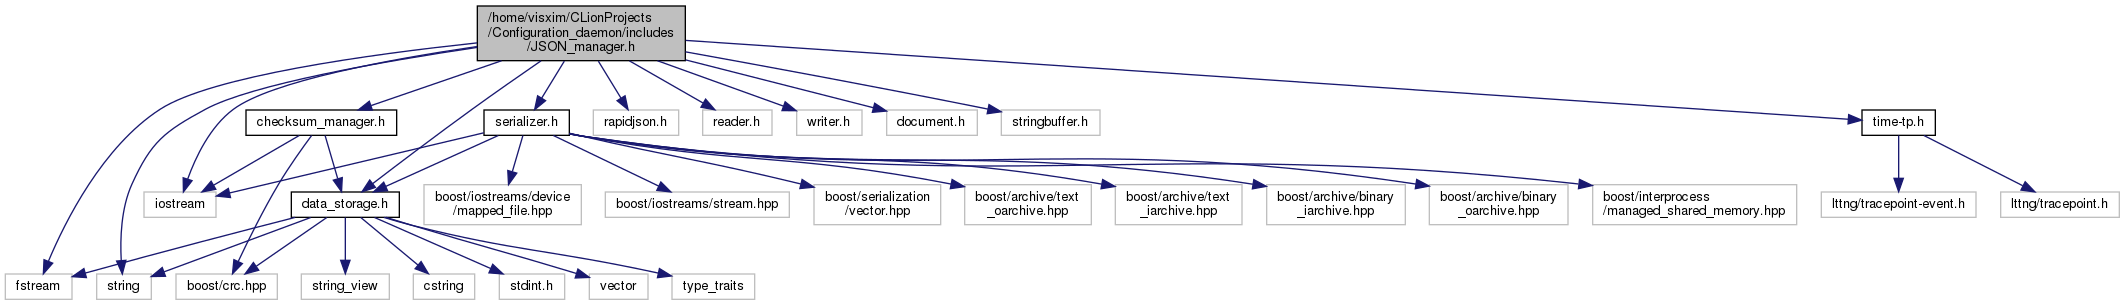 /home/visxim/CLionProjects
/Configuration_daemon/includes
/JSON_manager.h
checksum_manager.h
serializer.h
rapidjson.h
reader.h
writer.h
document.h
stringbuffer.h
time-tp.h
iostream
data_storage.h
boost/iostreams/device
/mapped_file.hpp
boost/iostreams/stream.hpp
boost/serialization
/vector.hpp
boost/archive/text
_oarchive.hpp
boost/archive/text
_iarchive.hpp
boost/archive/binary
_iarchive.hpp
boost/archive/binary
_oarchive.hpp
boost/interprocess
/managed_shared_memory.hpp
lttng/tracepoint-event.h
lttng/tracepoint.h
fstream
string
boost/crc.hpp
string_view
cstring
stdint.h
vector
type_traits